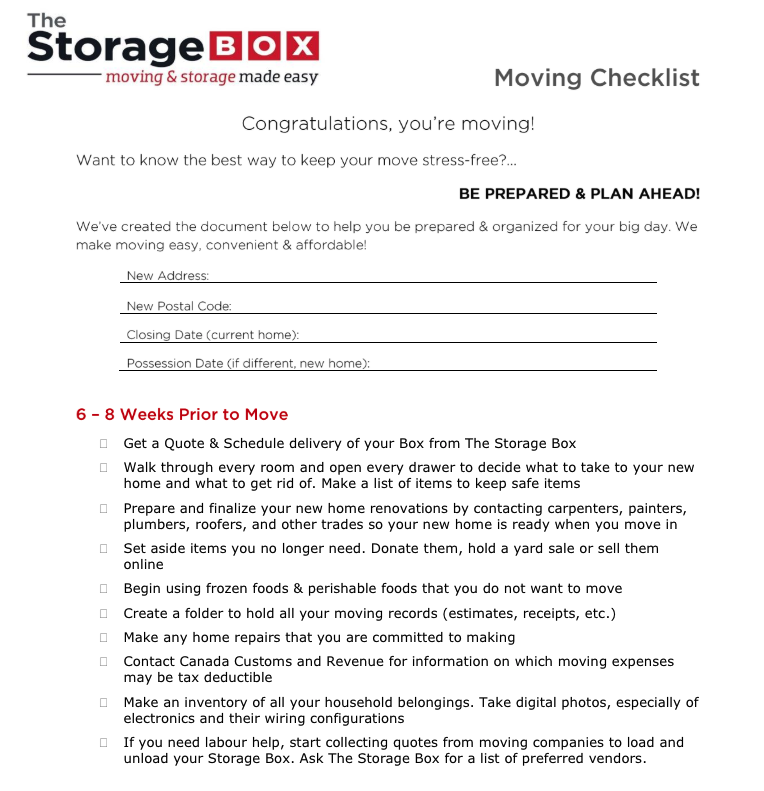 The
Storage BOX
moving & storage made easy
Moving Checklist
Congratulations, you're moving!
Want to know the best way to keep your move stress-free?...
BE PREPARED & PLAN AHEAD!
We've created the document below to help you be prepared & organized for your big day. We
make moving easy, convenient & affordable!
New Address:
New Postal Code:
Closing Date (current home):
Possession Date (if different, new home):
6 – 8 Weeks Prior to Move
Get a Quote & Schedule delivery of your Box from The Storage Box
Walk through every room and open every drawer to decide what to take to your new
home and what to get rid of. Make a list of items to keep safe items
Prepare and finalize your new home renovations by contacting carpenters, painters,
plumbers, roofers, and other trades so your new home is ready when you move in
Set aside items you no longer need. Donate them, hold a yard sale or sell them
online
Begin using frozen foods & perishable foods that you do not want to move
Create a folder to hold all your moving records (estimates, receipts, etc.)
Make any home repairs that you are committed to making
Contact Canada Customs and Revenue for information on which moving expenses
may be tax deductible
Make an inventory of all your household belongings. Take digital photos, especially of
electronics and their wiring configurations
If you need labour help, start collecting quotes from moving companies to load and
unload your Storage Box. Ask The Storage Box for a list of preferred vendors.